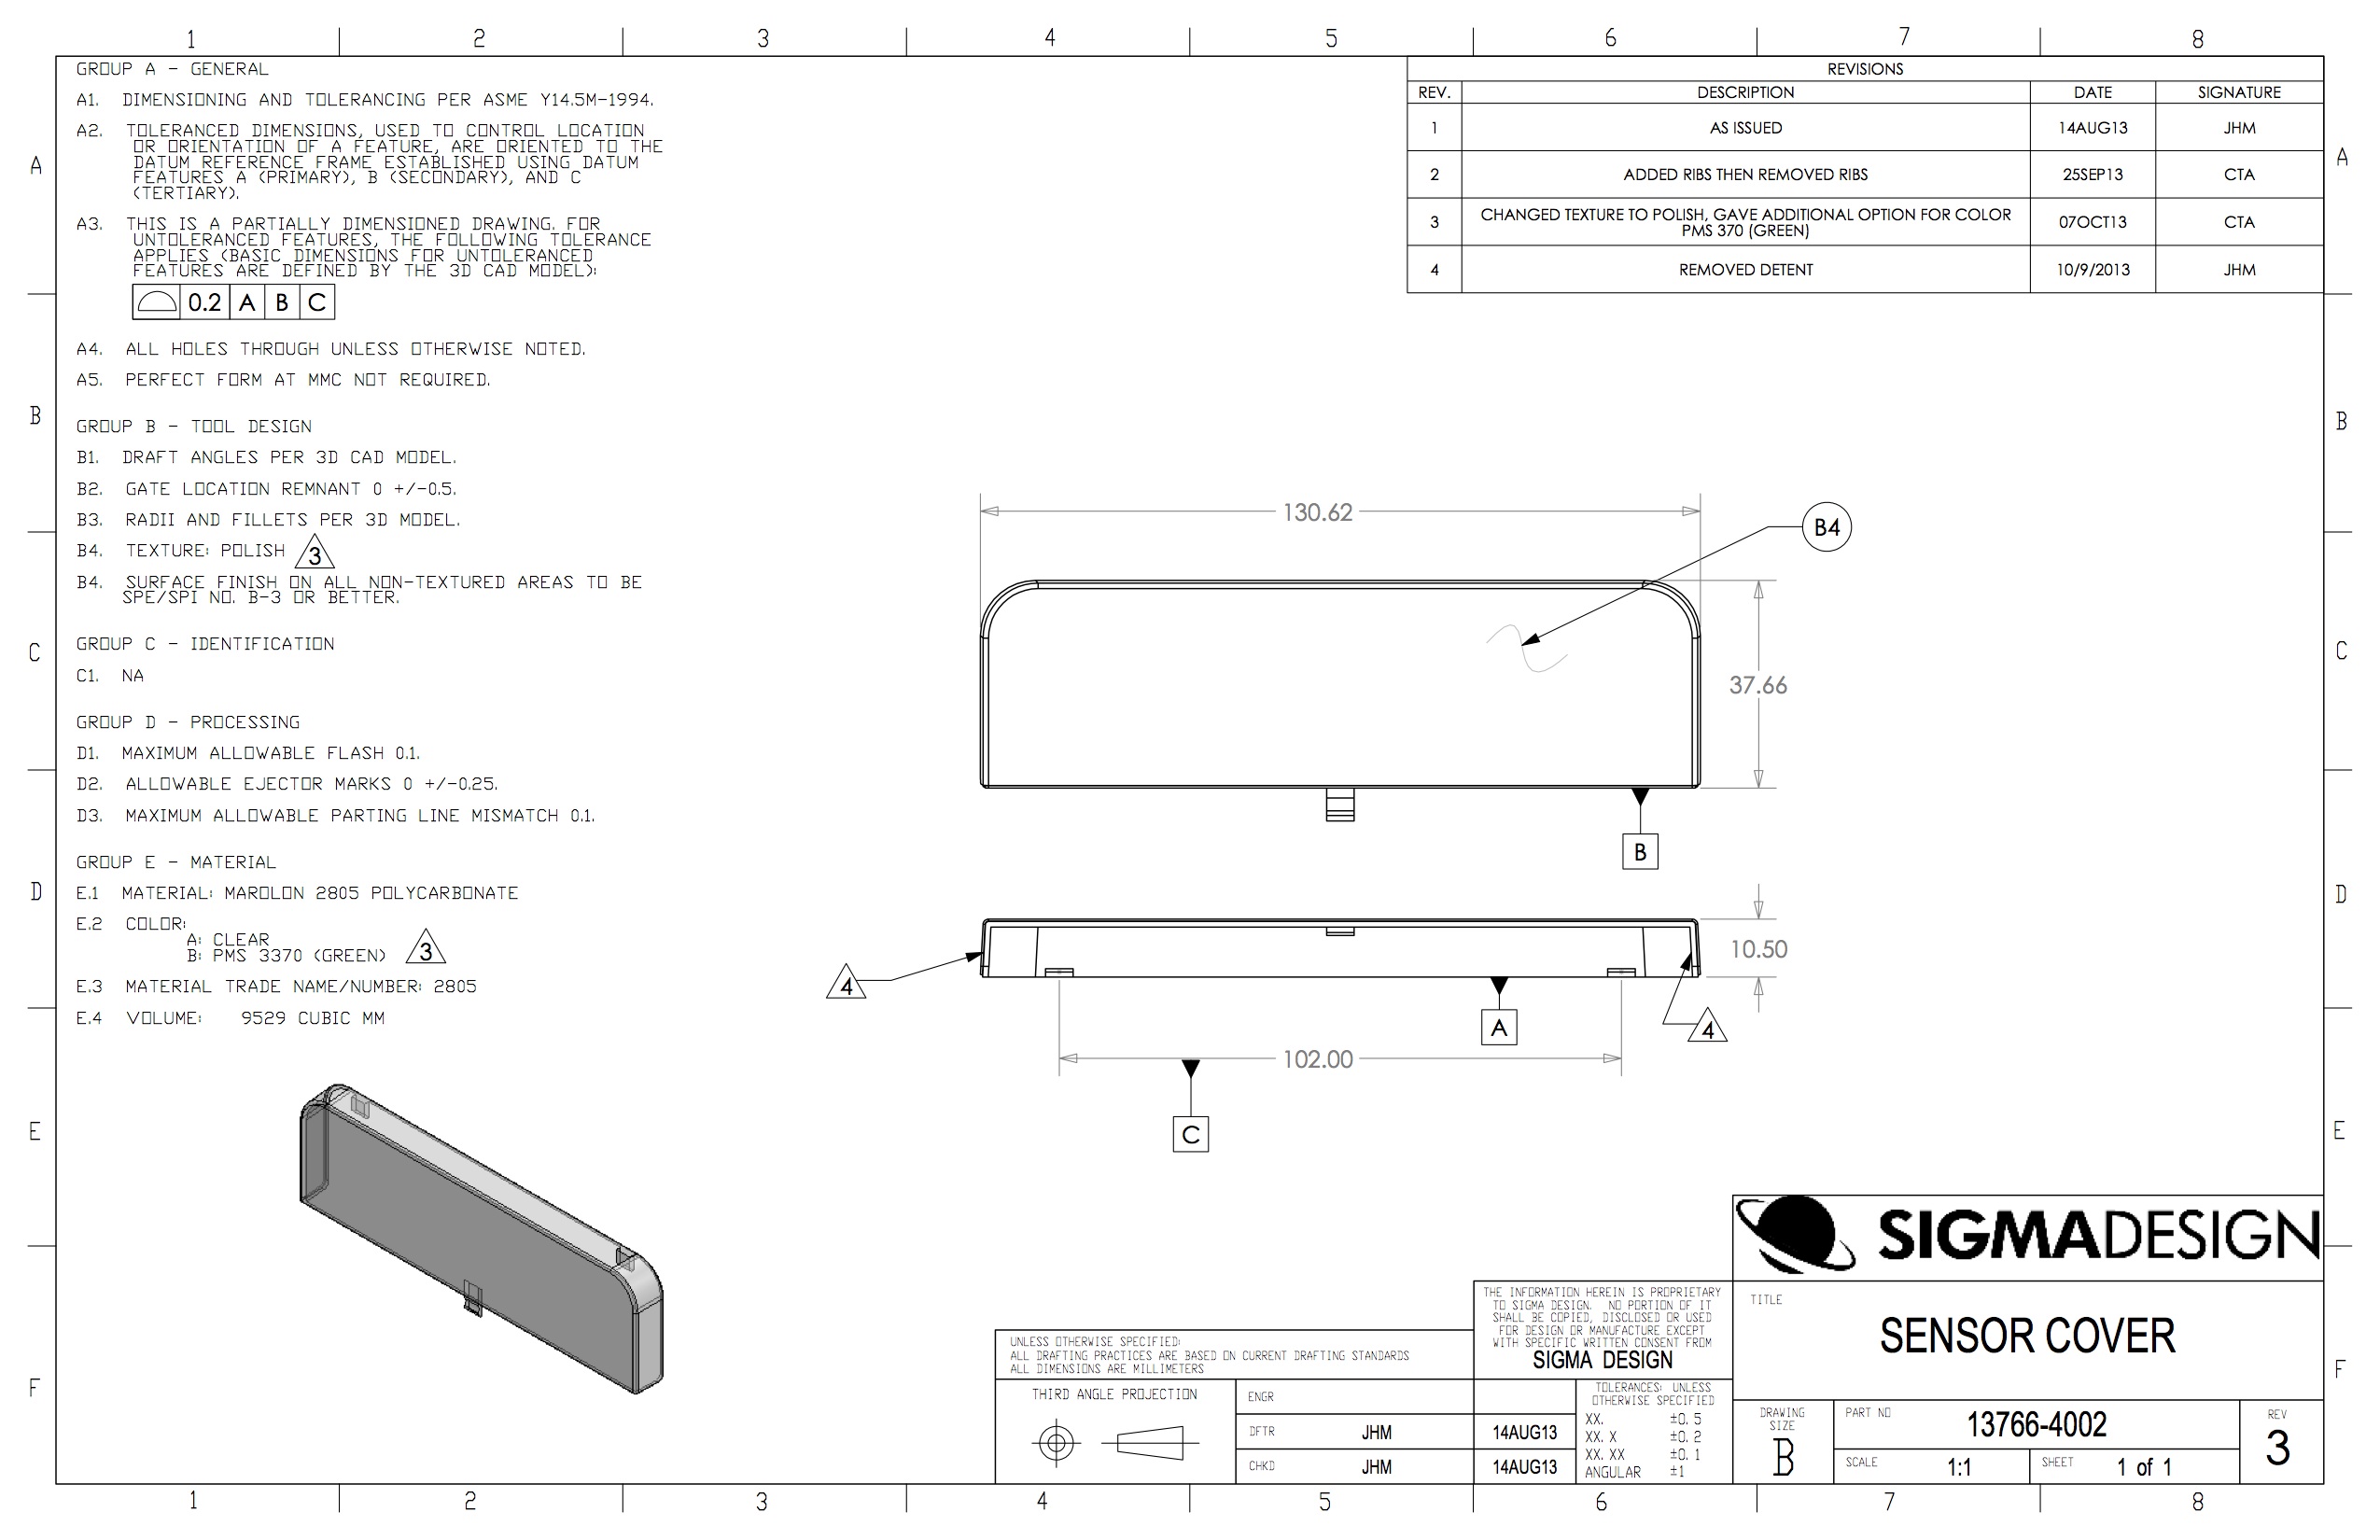 1 2 3 4 5 6 7 8
A
B
C
D
E
F
A
B
C
D
E
F
GROUP A - GENERAL
A1. DIMENSIONING AND TOLERANCING PER ASME Y14.5M-1994.
A2. TOLERANCED DIMENSIONS, USED TO CONTROL LOCATION
OR ORIENTATION OF A FEATURE, ARE ORIENTED TO THE
DATUM REFERENCE FRAME ESTABLISHED USING DATUM
FEATURES A (PRIMARY), B (SECONDARY), AND C
(TERTIARY).
A3. THIS IS A PARTIALLY DIMENSIONED DRAWING. FOR
UNTOLERANCED FEATURES, THE FOLLOWING TOLERANCE
APPLIES (BASIC DIMENSIONS FOR UNTOLERANCED
FEATURES ARE DEFINED BY THE 3D CAD MODEL):
0.2 A B C
A4. ALL HOLES THROUGH UNLESS OTHERWISE NOTED.
A5. PERFECT FORM AT MMC NOT REQUIRED.
GROUP B - TOOL DESIGN
B1. DRAFT ANGLES PER 3D CAD MODEL.
B2. GATE LOCATION REMNANT 0 +/-0.5.
B3. RADII AND FILLETS PER 3D MODEL.
B4. TEXTURE: POLISH 3
B4. SURFACE FINISH ON ALL NON-TEXTURED AREAS TO BE
SPE/SPI NO. B-3 OR BETTER.
GROUP C - IDENTIFICATION
C1. NA
GROUP D - PROCESSING
D1. MAXIMUM ALLOWABLE FLASH 0.1.
D2. ALLOWABLE EJECTOR MARKS 0 +/-0.25.
D3. MAXIMUM ALLOWABLE PARTING LINE MISMATCH 0.1.
GROUP E - MATERIAL
E.1 MATERIAL: MAROLON 2805 POLYCARBONATE
E.2 COLOR:
A: CLEAR
B: PMS 3370 (GREEN) 3
E.3 MATERIAL TRADE NAME/NUMBER: 2805
E.4 VOLUME: 9529 CUBIC MM
REVISIONS
REV. DESCRIPTION DATE SIGNATURE
1 AS ISSUED 14AUG13 JHM
2 ADDED RIBS THEN REMOVED RIBS 25SEP13 CTA
3 CHANGED TEXTURE TO POLISH, GAVE ADDITIONAL OPTION FOR COLOR
PMS 370 (GREEN) 07OCT13 CTA
4 REMOVED DETENT 10/9/2013 JHM
130.62
B4
37.66
B
10.50
4
A
4
102.00
C
SIGMADESIGN
THE INFORMATION HEREIN IS PROPRIETARY
TO SIGMA DESIGN. NO PORTION OF IT
SHALL BE COPIED, DISCLOSED OR USED
FOR DESIGN OR MANUFACTURE EXCEPT
WITH SPECIFIC WRITTEN CONSENT FROM
SIGMA DESIGN
TITLE
SENSOR COVER
UNLESS OTHERWISE SPECIFIED:
ALL DRAFTING PRACTICES ARE BASED ON CURRENT DRAFTING STANDARDS
ALL DIMENSIONS ARE MILLIMETERS
THIRD ANGLE PROJECTION
ENGR
DFTR JHM 14AUG13
CHKD JHM 14AUG13
TOLERANCES: UNLESS
OTHERWISE SPECIFIED
XX. ±0.5
XX.X ±0.2
XX.XX ±0.1
ANGULAR ±1
DRAWING
SIZE
B
PART NO 13766-4002
SCALE 1:1
SHEET 1 of 1
REV
3
1 2 3 4 5 6 7 8